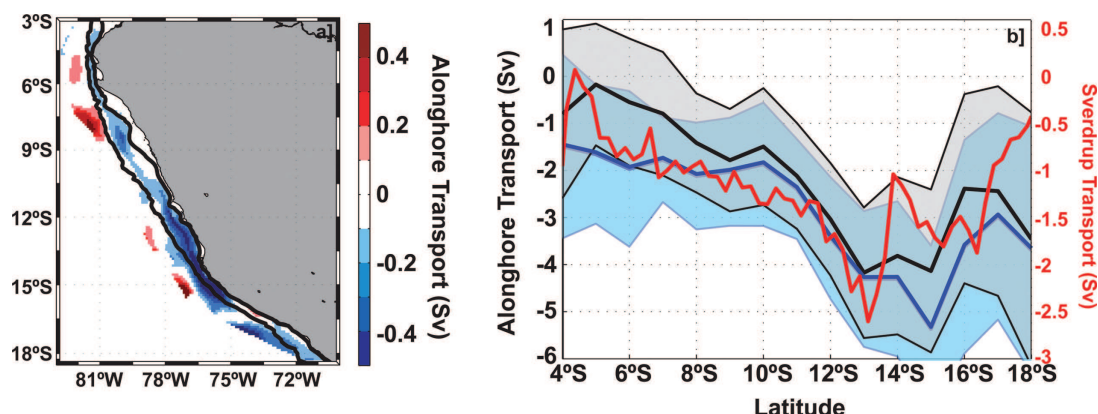 a]
3ºS
6ºS
9ºS
12ºS
15ºS
18ºS
81ºW
78ºW
75ºW
72ºW
0.4
0.2
0
-0.2
-0.4
Alonghore Transport (Sv)
b]
Alonghore Transport (Sv)
1
0
-1
-2
-3
-4
-5
-6
4ºS
6ºS
8ºS
10ºS
12ºS
14ºS
16ºS
18ºS
Latitude
0.5
0
-0.5
-1
-1.5
-2
-2.5
-3
Sverdrup Transport (Sv)